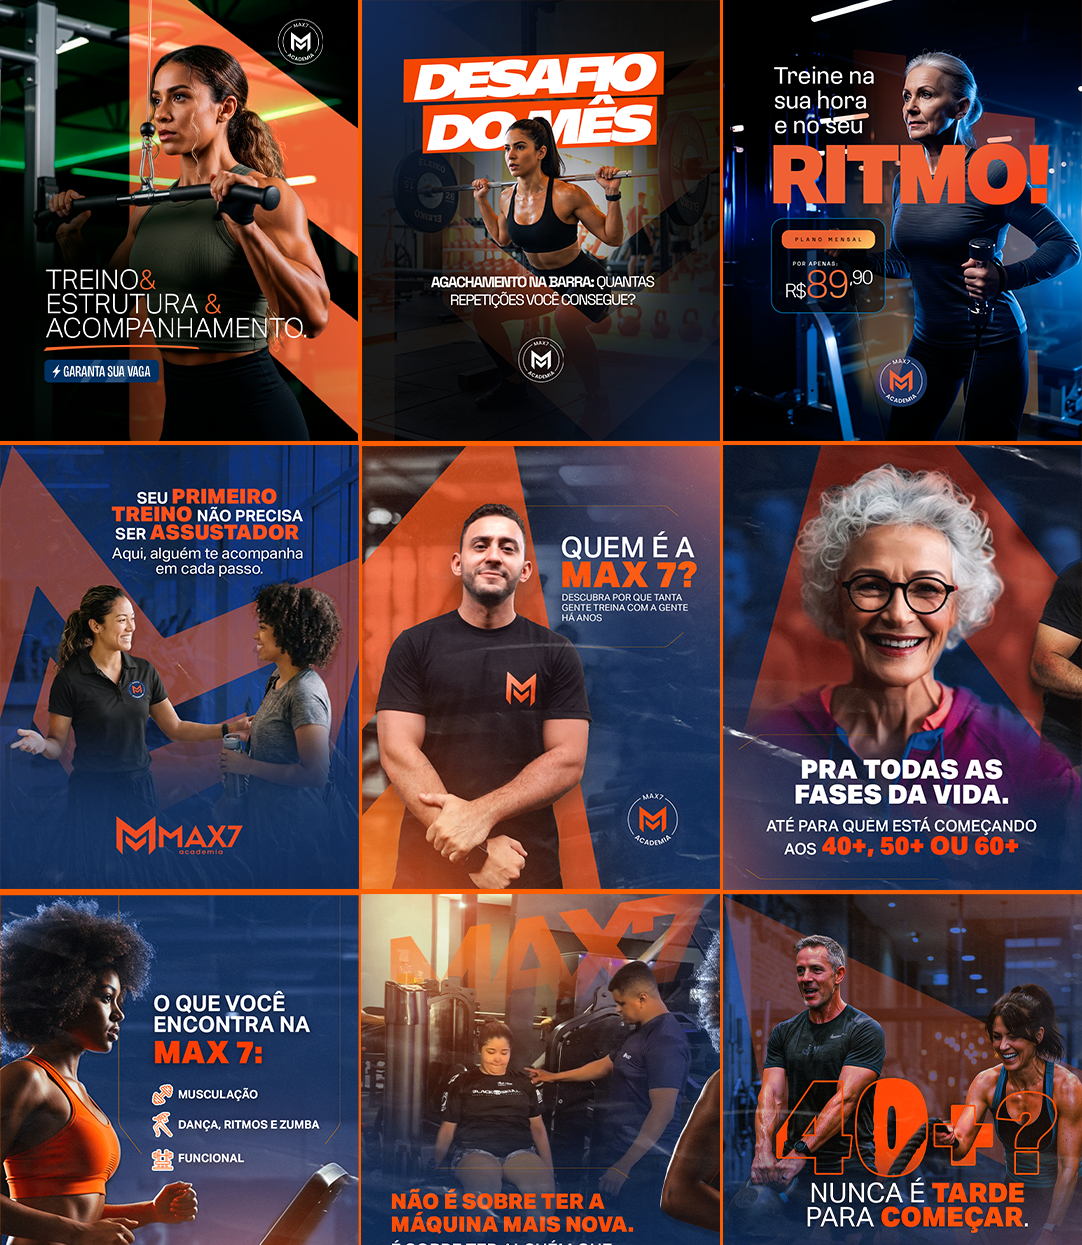 MAX7
ACADEMIA
TREINO&
ESTRUTURA &
ACOMPANHAMENTO.
GARANTA SUA VAGA
DESAFIO
DO MÊS
AGACHAMENTO NA BARRA: QUANTAS
REPETIÇÕES VOCÊ CONSEGUE?
MAX7
ACADEMIA
Treine na
sua hora
e no seu
RITMO!
PLANO MENSAL
POR APENAS:
R$89,90
MAX7
ACADEMIA
SEU PRIMEIRO
TREINO NÃO PRECISA
SER ASSUSTADOR
Aqui, alguém te acompanha
em cada passo.
MAX7
academia
QUEM É A
MAX 7?
DESCUBRA POR QUE TANTA
GENTE TREINA COM A GENTE
HÁ ANOS
MAX7
ACADEMIA
PRA TODAS AS
FASES DA VIDA.
ATÉ PARA QUEM ESTÁ COMEÇANDO
AOS 40+, 50+ OU 60+
O QUE VOCÊ
ENCONTRA NA
MAX 7:
MUSCULAÇÃO
DANÇA, RITMOS E ZUMBA
FUNCIONAL
MAX7
NÃO É SOBRE TER A
MÁQUINA MAIS NOVA.
40+?
NUNCA É TARDE
PARA COMEÇAR.